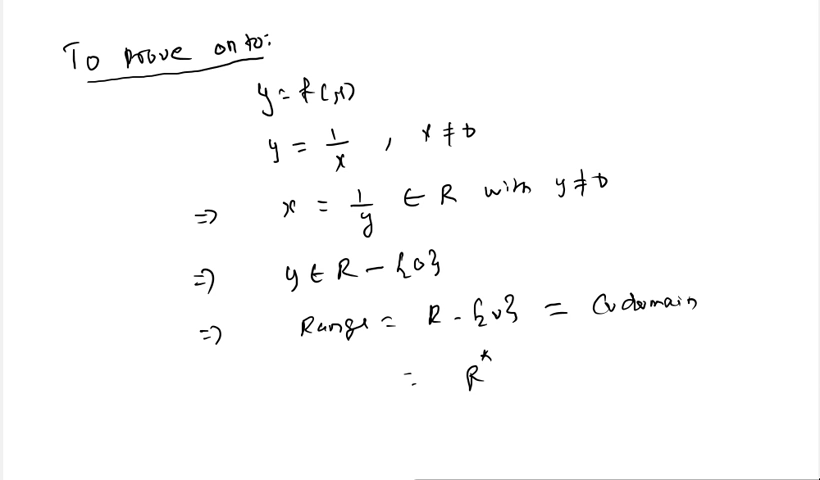 To prove onto:
y = f(x)
y = 1/x , x ≠ 0
⇒ x = 1/y ∈ R with y ≠ 0
⇒ y ∈ R - {0}
⇒ Range = R - {0} = Codomain
= R*